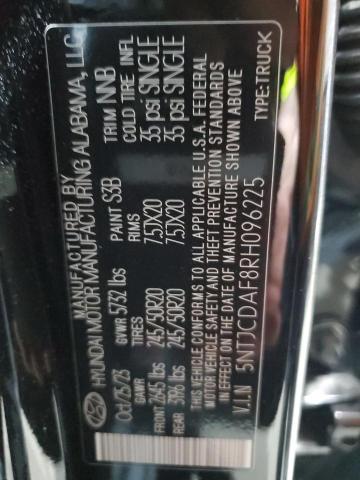 MANUFACTURED BY
HYUNDAI MOTOR MANUFACTURING ALABAMA, LLC
Oct/25/23 GVWR 5732 lbs PAINT S3B TRIM NNB
TIRES RIMS COLD TIRE INFL
FRONT 2645 lbs 245/50R20 7.5JX20 35 psi SINGLE
REAR 3197 lbs 245/50R20 7.5JX20 35 psi SINGLE
THIS VEHICLE CONFORMS TO ALL APPLICABLE U.S.A. FEDERAL
MOTOR VEHICLE SAFETY AND THEFT PREVENTION STANDARDS
IN EFFECT ON THE DATE OF MANUFACTURE SHOWN ABOVE
V.I.N 5NTJCDAF8RH096225 TYPE:TRUCK